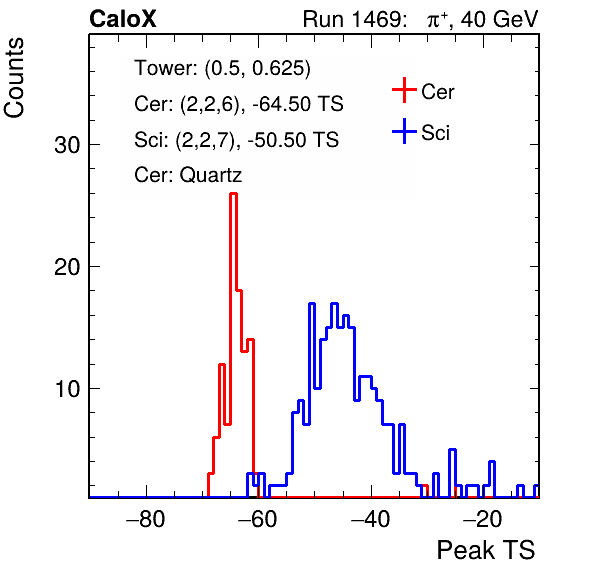 CaloX Run 1469: π⁺, 40 GeV
Counts
Tower: (0.5, 0.625)
Cer: (2,2,6), -64.50 TS
Sci: (2,2,7), -50.50 TS
Cer: Quartz
Cer
Sci
30
20
10
−80 −60 −40 −20
Peak TS